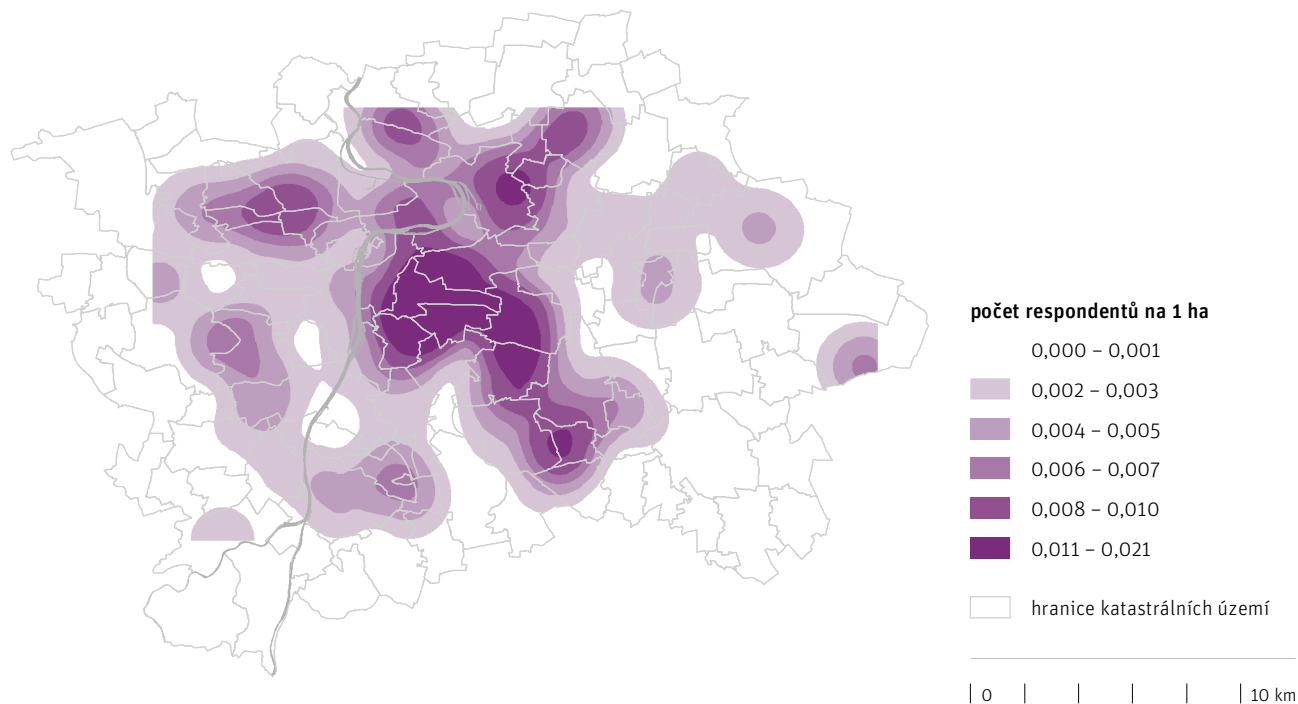 počet respondentů na 1 ha
0,000 – 0,001
0,002 – 0,003
0,004 – 0,005
0,006 – 0,007
0,008 – 0,010
0,011 – 0,021
hranice katastrálních území
0 10 km